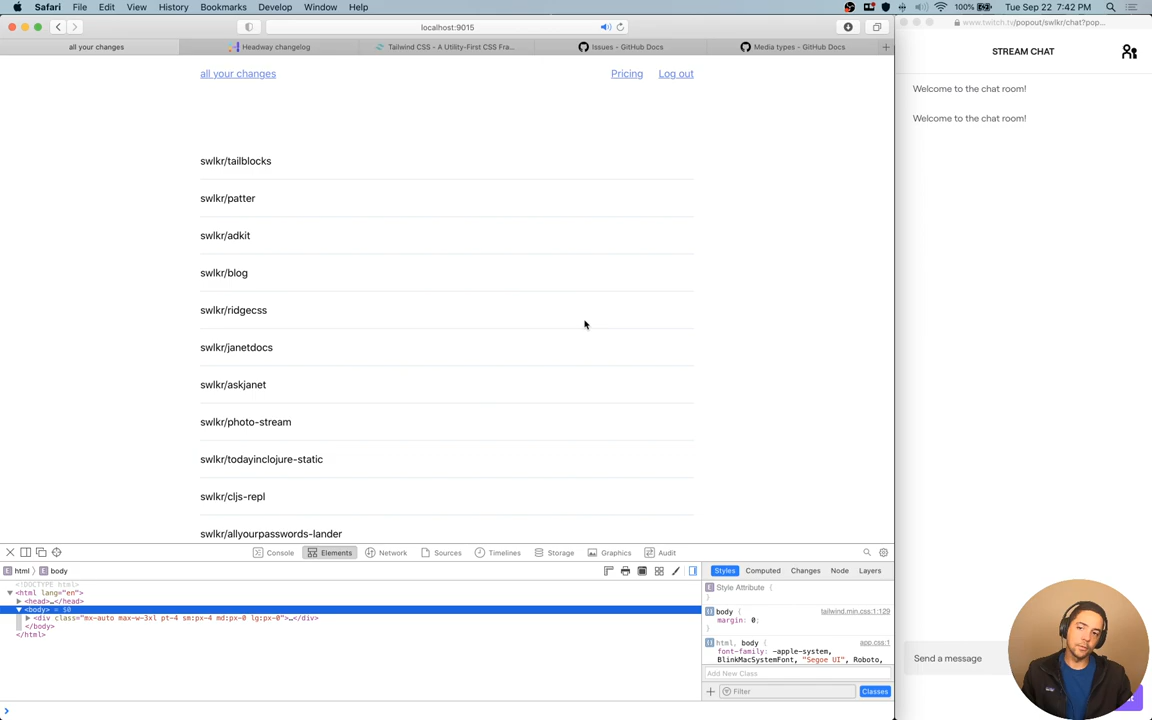 Safari File Edit View History Bookmarks Develop Window Help 100% Tue Sep 22 7:42 PM
localhost:9015
www.twitch.tv/popout/swlkr/chat?pop...
all your changes Headway changelog Tailwind CSS - A Utility-First CSS Fra... Issues - GitHub Docs Media types - GitHub Docs
STREAM CHAT
all your changes Pricing Log out
Welcome to the chat room!
Welcome to the chat room!
swlkr/tailblocks
swlkr/patter
swlkr/adkit
swlkr/blog
swlkr/ridgecss
swlkr/janetdocs
swlkr/askjanet
swlkr/photo-stream
swlkr/todayinclojure-static
swlkr/cljs-repl
swlkr/allyourpasswords-lander
Console Elements Network Sources Timelines Storage Graphics Audit
html body
Styles Computed Changes Node Layers
<!DOCTYPE html>
<html lang="en">
<head>…</head>
<body> = $0
<div class="mx-auto max-w-3xl pt-4 sm:px-4 md:px-0 lg:px-0">…</div>
</body>
</html>
Style Attribute {
}
body { tailwind.min.css:1:129
margin: 0;
}
html, body { app.css:1
font-family: -apple-system,
BlinkMacSystemFont, "Segoe UI", Roboto,
Add New Class
Filter Classes
Send a message